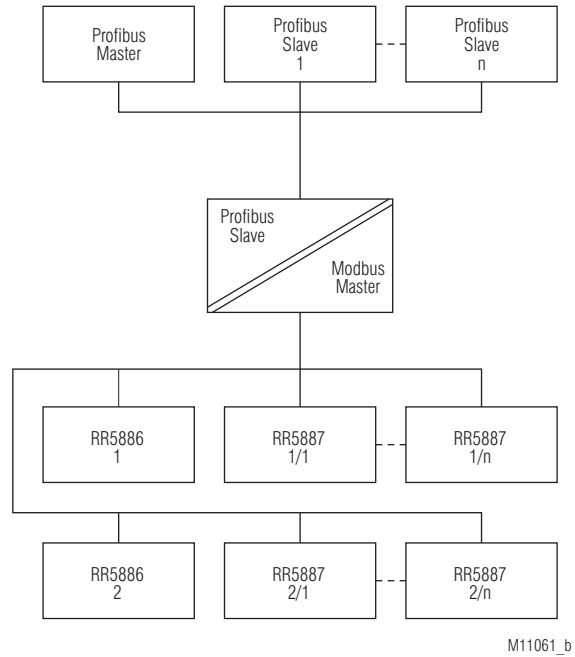 Profibus
Master
Profibus
Slave
1
Profibus
Slave
n
Profibus
Slave
Modbus
Master
RR5886
1
RR5887
1/1
RR5887
1/n
RR5886
2
RR5887
2/1
RR5887
2/n
M11061_b